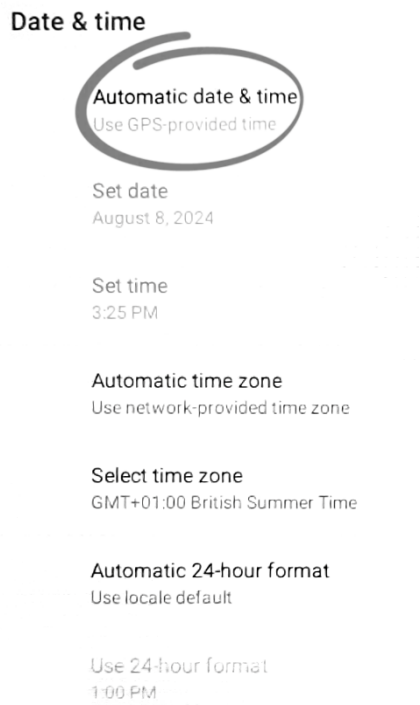 Date & time
Automatic date & time
Use GPS-provided time
Set date
August 8, 2024
Set time
3:25 PM
Automatic time zone
Use network-provided time zone
Select time zone
GMT+01:00 British Summer Time
Automatic 24-hour format
Use locale default
Use 24-hour format
1:00 PM